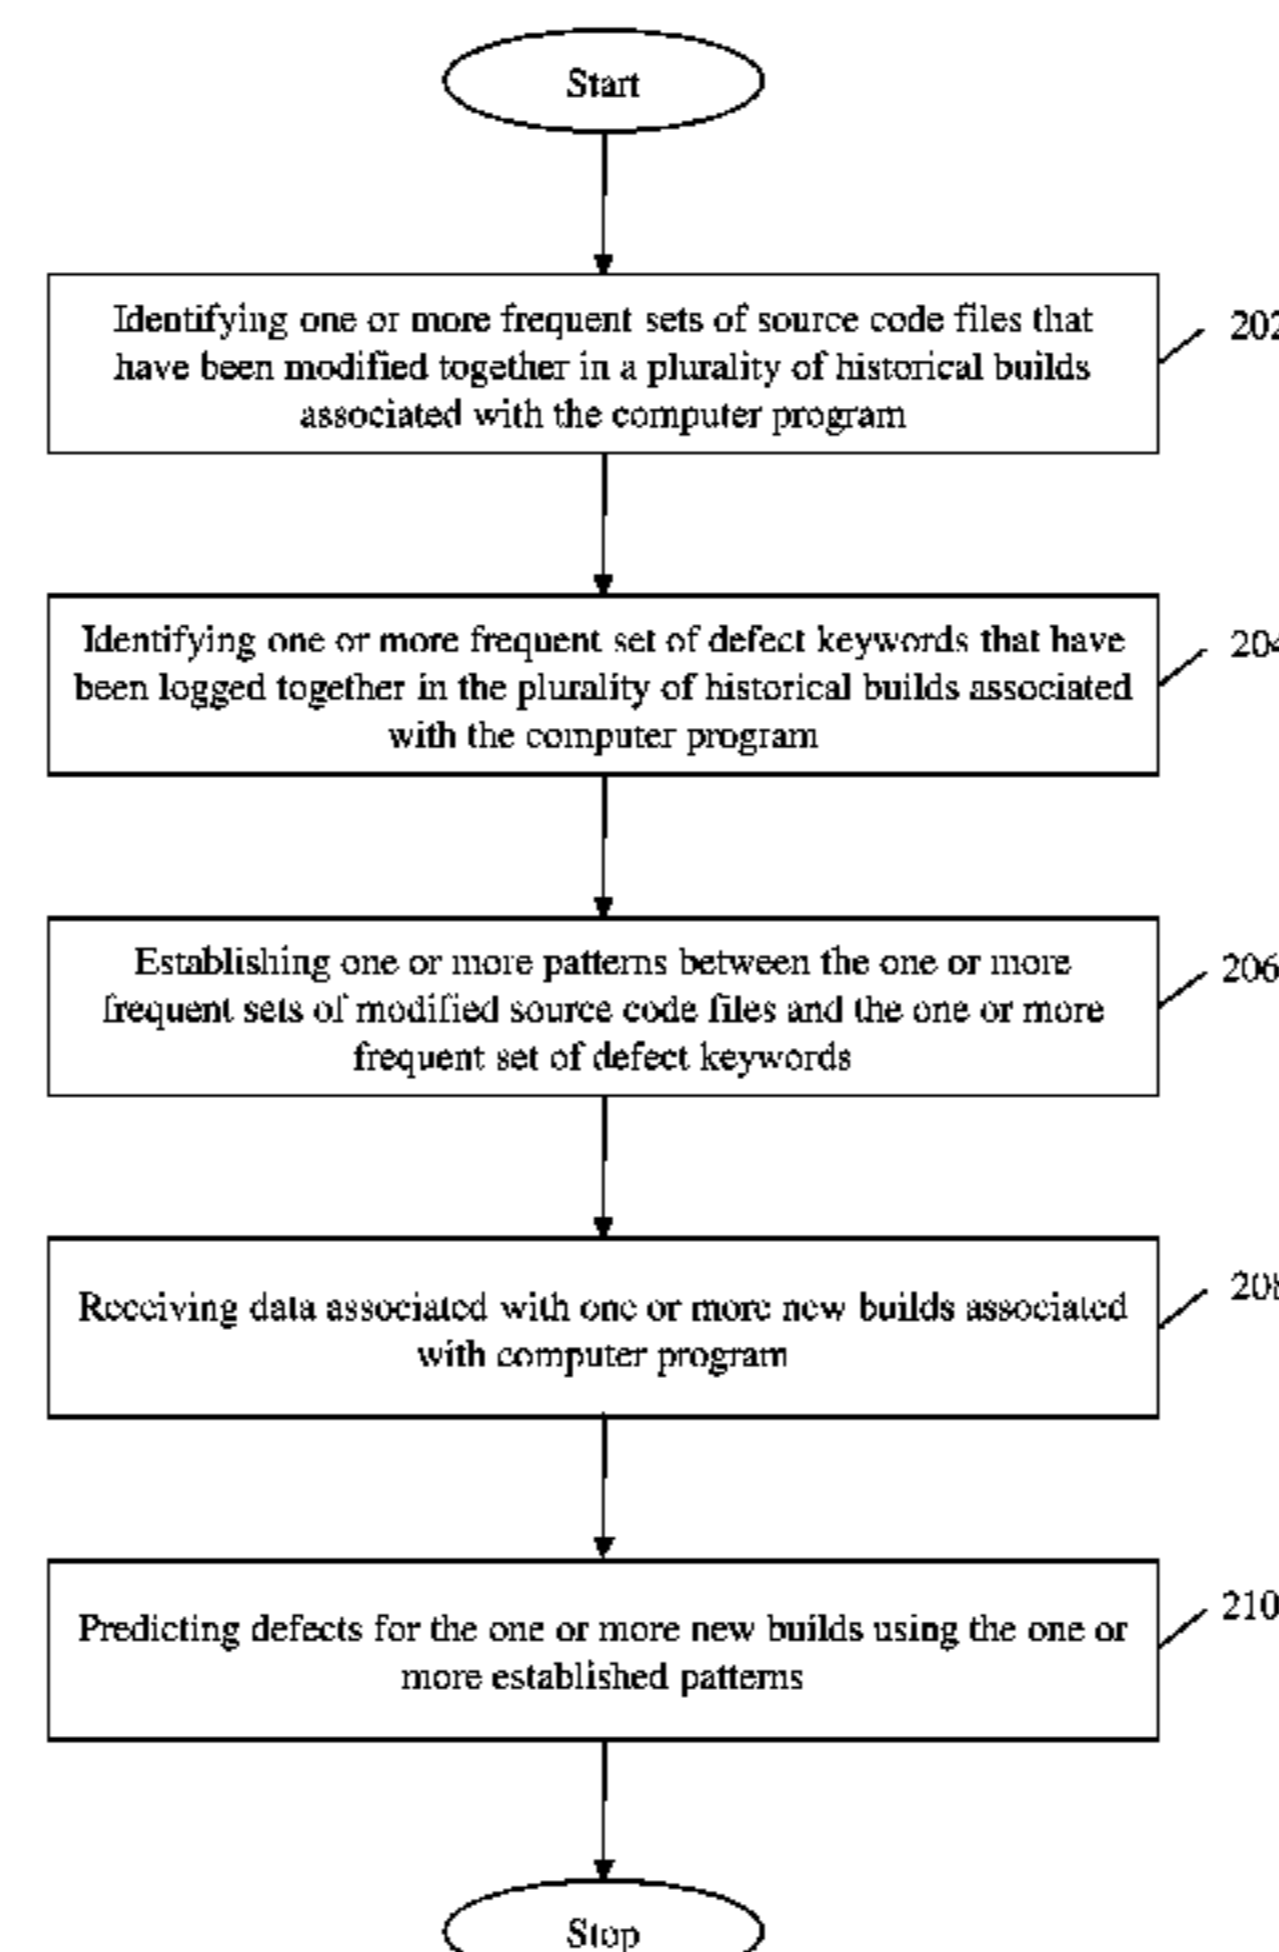 Start
Identifying one or more frequent sets of source code files that
have been modified together in a plurality of historical builds
associated with the computer program
202
Identifying one or more frequent set of defect keywords that have
been logged together in the plurality of historical builds associated
with the computer program
204
Establishing one or more patterns between the one or more
frequent sets of modified source code files and the one or more
frequent set of defect keywords
206
Receiving data associated with one or more new builds associated
with computer program
208
Predicting defects for the one or more new builds using the one or
more established patterns
210
Stop